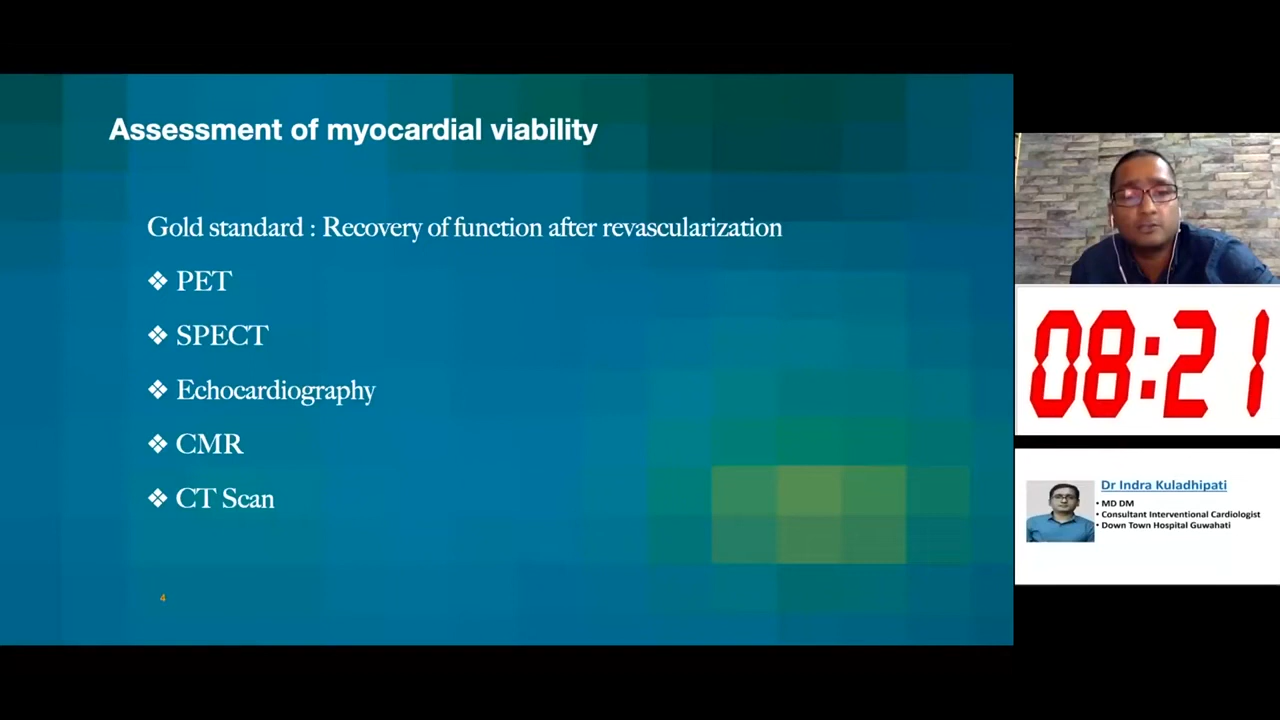 Assessment of myocardial viability
Gold standard : Recovery of function after revascularization
❖ PET
❖ SPECT
❖ Echocardiography
❖ CMR
❖ CT Scan
4
08:21
Dr Indra Kuladhipati
• MD DM
• Consultant Interventional Cardiologist
• Down Town Hospital Guwahati